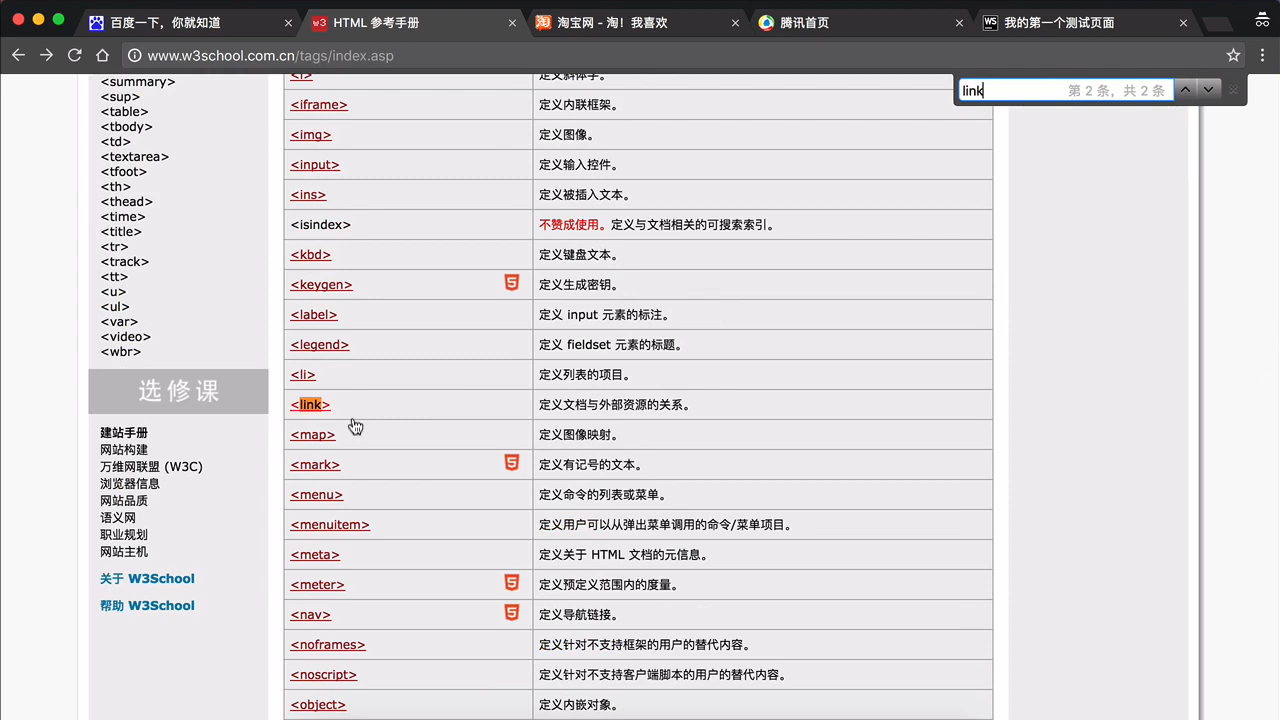 百度一下，你就知道
w3 HTML 参考手册
淘 淘宝网 - 淘！我喜欢
腾讯首页
WS 我的第一个测试页面
www.w3school.com.cn/tags/index.asp
link 第 2 条，共 2 条
<summary>
<sup>
<table>
<tbody>
<td>
<textarea>
<tfoot>
<th>
<thead>
<time>
<title>
<tr>
<track>
<tt>
<u>
<ul>
<var>
<video>
<wbr>
选修课
建站手册
网站构建
万维网联盟 (W3C)
浏览器信息
网站品质
语义网
职业规划
网站主机
关于 W3School
帮助 W3School
<i> 定义斜体字。
<iframe> 定义内联框架。
<img> 定义图像。
<input> 定义输入控件。
<ins> 定义被插入文本。
<isindex> 不赞成使用。定义与文档相关的可搜索索引。
<kbd> 定义键盘文本。
<keygen> 5 定义生成密钥。
<label> 定义 input 元素的标注。
<legend> 定义 fieldset 元素的标题。
<li> 定义列表的项目。
<link> 定义文档与外部资源的关系。
<map> 定义图像映射。
<mark> 5 定义有记号的文本。
<menu> 定义命令的列表或菜单。
<menuitem> 定义用户可以从弹出菜单调用的命令/菜单项目。
<meta> 定义关于 HTML 文档的元信息。
<meter> 5 定义预定义范围内的度量。
<nav> 5 定义导航链接。
<noframes> 定义针对不支持框架的用户的替代内容。
<noscript> 定义针对不支持客户端脚本的用户的替代内容。
<object> 定义内嵌对象。